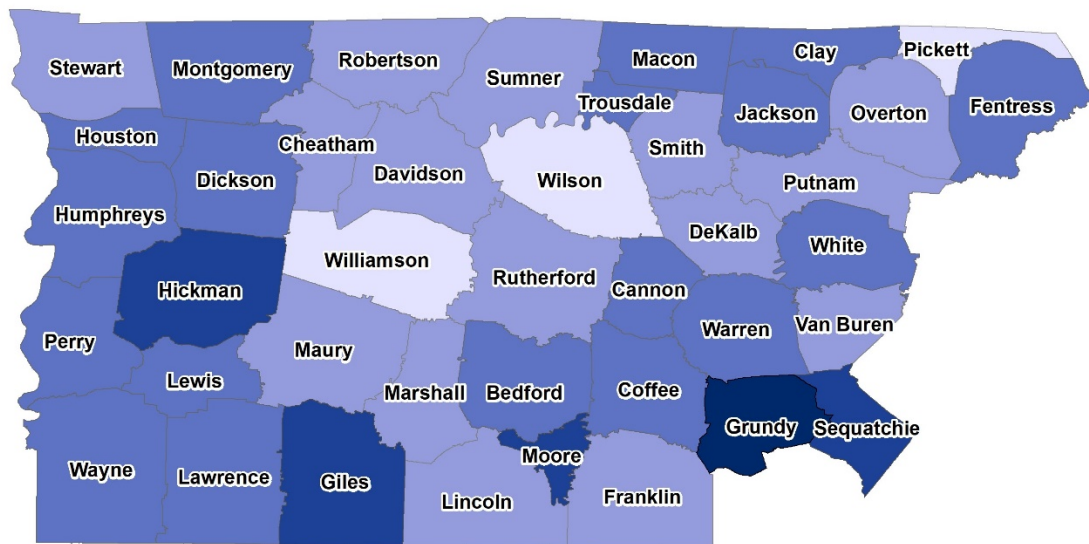 Stewart
Montgomery
Robertson
Sumner
Macon
Clay
Pickett
Trousdale
Jackson
Overton
Fentress
Houston
Cheatham
Davidson
Smith
Dickson
Wilson
Putnam
Humphreys
DeKalb
White
Williamson
Rutherford
Hickman
Cannon
Warren
Van Buren
Perry
Maury
Lewis
Marshall
Bedford
Coffee
Grundy
Sequatchie
Moore
Wayne
Lawrence
Giles
Lincoln
Franklin